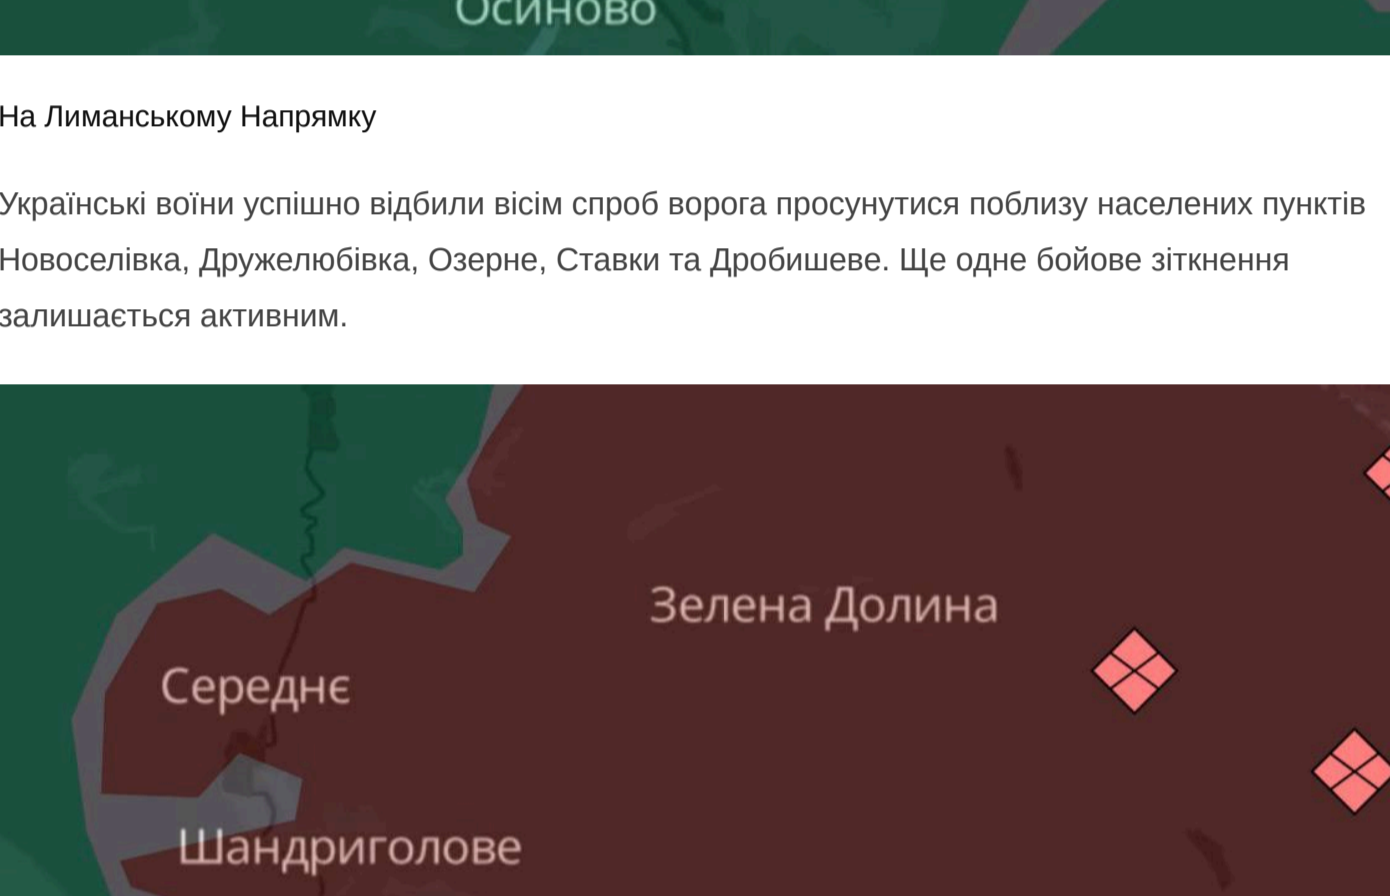 Осиново
На Лиманському Напрямку
Українські воїни успішно відбили вісім спроб ворога просунутися поблизу населених пунктів
Новоселівка, Дружелюбівка, Озерне, Ставки та Дробишеве. Ще одне бойове зіткнення
залишається активним.
Зелена Долина
Середнє
Шандриголове